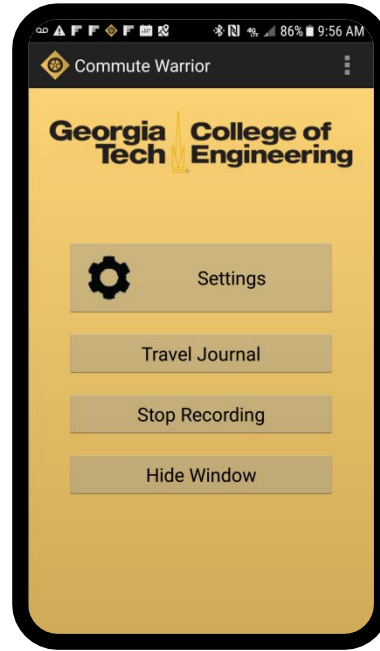 86% 9:56 AM
Commute Warrior
Georgia College of
Tech Engineering
Settings
Travel Journal
Stop Recording
Hide Window